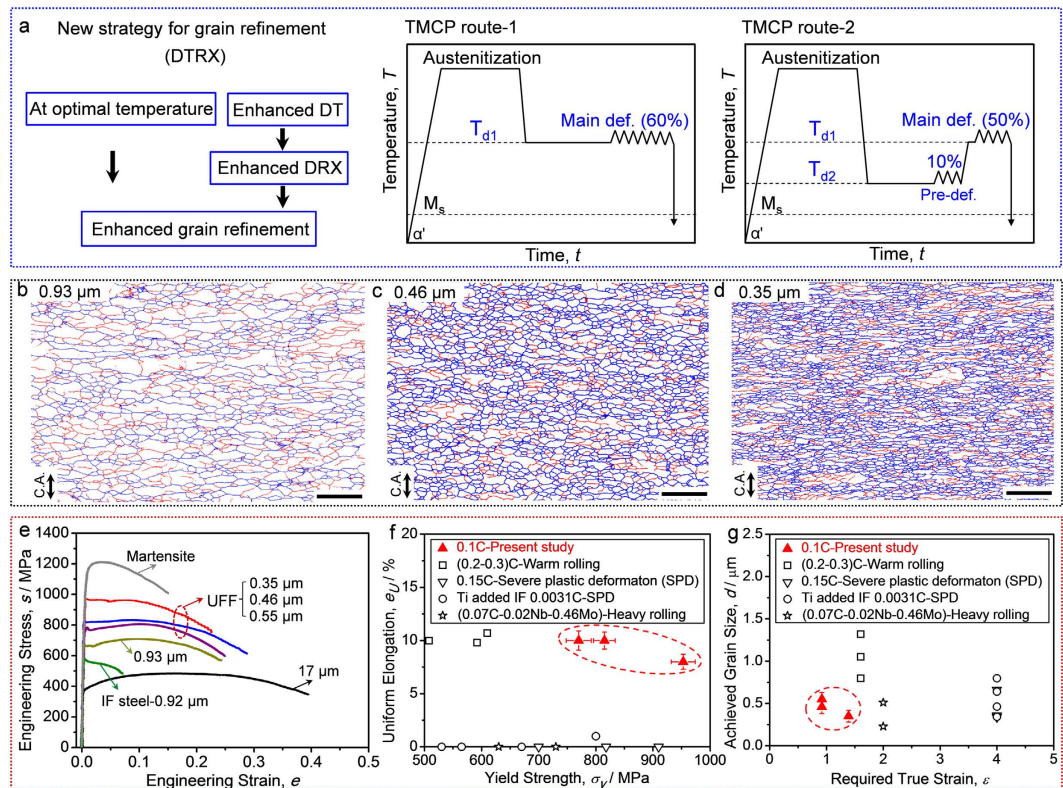 a
New strategy for grain refinement
(DTRX)
At optimal temperature
Enhanced DT
Enhanced DRX
Enhanced grain refinement
TMCP route-1
Austenitization
Main def. (60%)
Td1
Ms
α'
Temperature, T
Time, t
TMCP route-2
Austenitization
Main def. (50%)
Td1
10%
Td2
Pre-def.
Ms
α'
Temperature, T
Time, t
b 0.93 μm
C.A.
c 0.46 μm
C.A.
d 0.35 μm
C.A.
e
Engineering Stress, s / MPa
1400
1200
1000
800
600
400
200
0
Martensite
UFF
0.35 μm
0.46 μm
0.55 μm
0.93 μm
17 μm
IF steel-0.92 μm
0.0 0.1 0.2 0.3 0.4 0.5
Engineering Strain, e
f
Uniform Elongation, eU / %
20
15
10
5
0
0.1C-Present study
(0.2-0.3)C-Warm rolling
0.15C-Severe plastic deformaton (SPD)
Ti added IF 0.0031C-SPD
(0.07C-0.02Nb-0.46Mo)-Heavy rolling
500 600 700 800 900 1000
Yield Strength, σy / MPa
g
Achieved Grain Size, d / μm
2.5
2.0
1.5
1.0
0.5
0.0
0.1C-Present study
(0.2-0.3)C-Warm rolling
0.15C-Severe plastic deformaton (SPD)
Ti added IF 0.0031C-SPD
(0.07C-0.02Nb-0.46Mo)-Heavy rolling
0 1 2 3 4 5
Required True Strain, ε